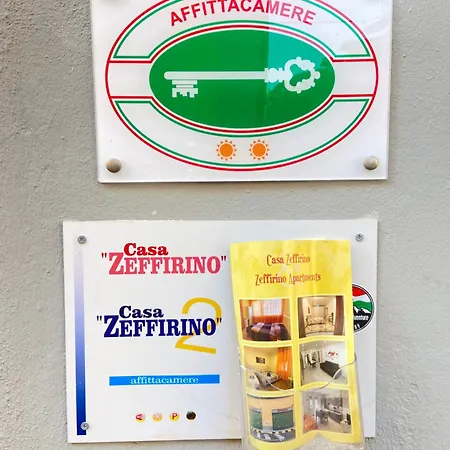 AFFITTACAMERE
Casa
"ZEFFIRINO"
Casa
"ZEFFIRINO"
2
affittacamere
P
Casa Zeffirino
Zeffirino Apartments